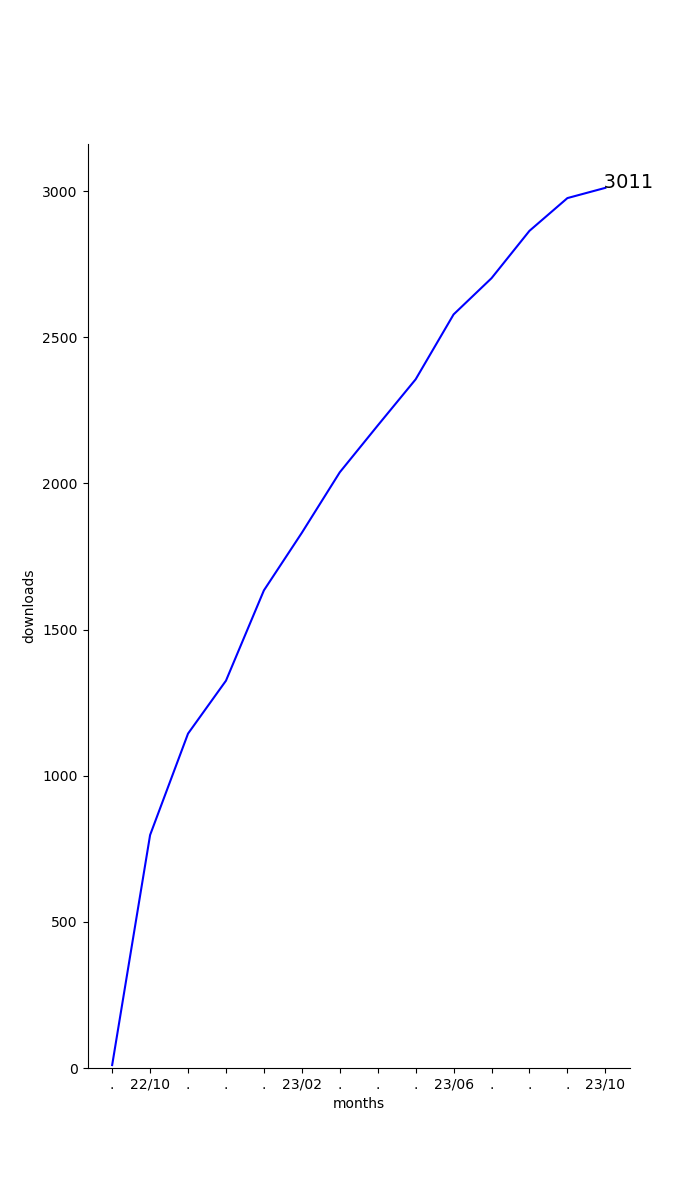 3011
3000
2500
2000
1500
1000
500
0
downloads
. 22/10 . . . 23/02 . . . 23/06 . . . 23/10
months